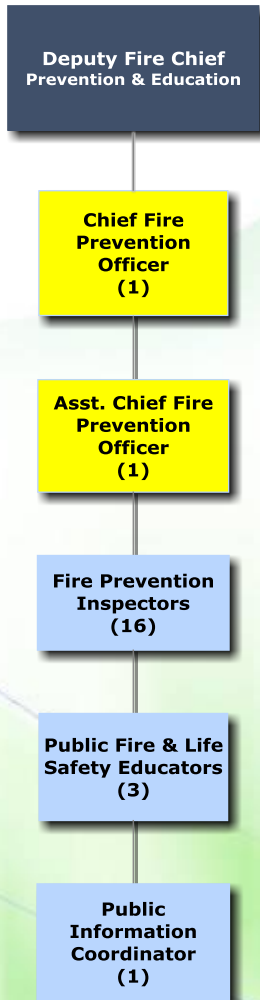 Deputy Fire Chief
Prevention & Education
Chief Fire
Prevention
Officer
(1)
Asst. Chief Fire
Prevention
Officer
(1)
Fire Prevention
Inspectors
(16)
Public Fire & Life
Safety Educators
(3)
Public
Information
Coordinator
(1)